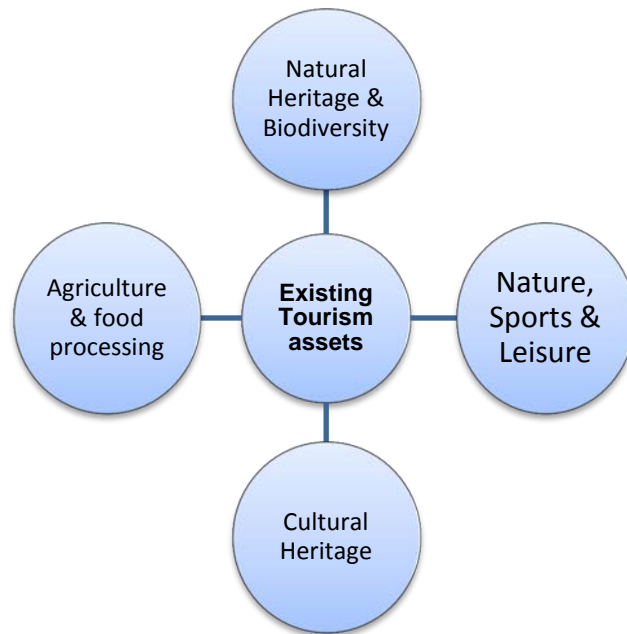 Natural
Heritage &
Biodiversity
Agriculture
& food
processing
Existing
Tourism
assets
Nature,
Sports &
Leisure
Cultural
Heritage